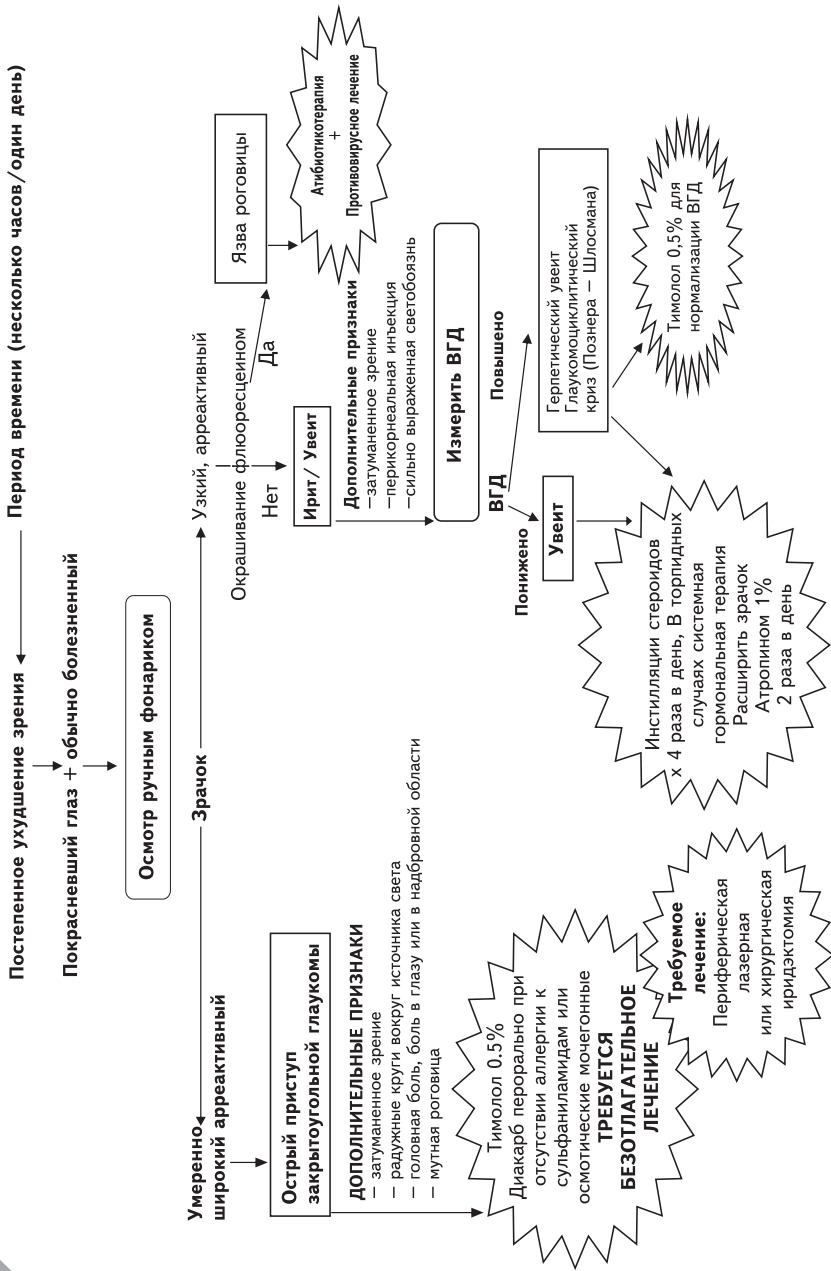 Постепенное ухудшение зрения
Период времени (несколько часов/один день)
Покрасневший глаз + обычно болезненный
Осмотр ручным фонариком
Зрачок
Умеренно
широкий арреактивный
Острый приступ
закрытоугольной глаукомы
ДОПОЛНИТЕЛЬНЫЕ ПРИЗНАКИ
— затуманенное зрение
— радужные круги вокруг источника света
— головная боль, боль в глазу или в надбровной области
— мутная роговица
Тимолол 0.5%
Диакарб перорально при
отсутствии аллергии к
сульфаниламидам или
осмотические мочегонные
ТРЕБУЕТСЯ
БЕЗОТЛАГАТЕЛЬНОЕ
ЛЕЧЕНИЕ
Требуемое
лечение:
Периферическая
лазерная
или хирургическая
иридэктомия
Узкий, арреактивный
Окрашивание флюоресцеином
Нет
Да
Язва роговицы
Атибиотикотерапия
+
Противовирусное лечение
Ирит/ Увеит
Дополнительные признаки
—затуманенное зрение
—перикорнеальная инъекция
—сильно выраженная светобоязнь
Измерить ВГД
ВГД
Понижено
Повышено
Увеит
Герпетический увеит
Глаукомоциклитический
криз (Познера — Шлосмана)
Инстилляции стероидов
х 4 раза в день, В торпидных
случаях системная
гормональная терапия
Расширить зрачок
Атропином 1%
2 раза в день
Тимолол 0,5% для
нормализации ВГД